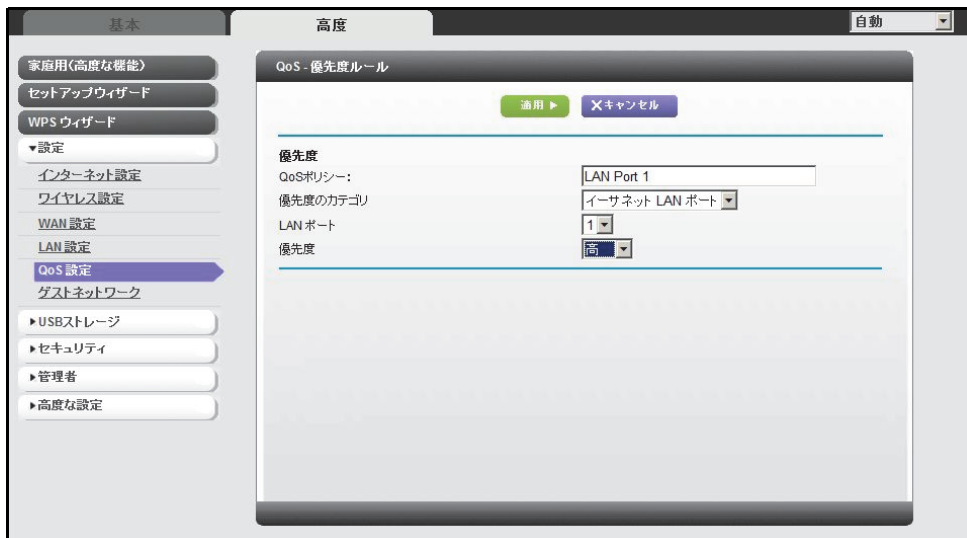 基本
高度
自動
家庭用(高度な機能)
セットアップウィザード
WPS ウィザード
▼設定
インターネット設定
ワイヤレス設定
WAN 設定
LAN 設定
QoS 設定
ゲストネットワーク
▶USBストレージ
▶セキュリティ
▶管理者
▶高度な設定
QoS - 優先度ルール
適用 ▶
Xキャンセル
優先度
QoSポリシー: LAN Port 1
優先度のカテゴリ イーサネット LAN ポート
LAN ポート 1
優先度 高